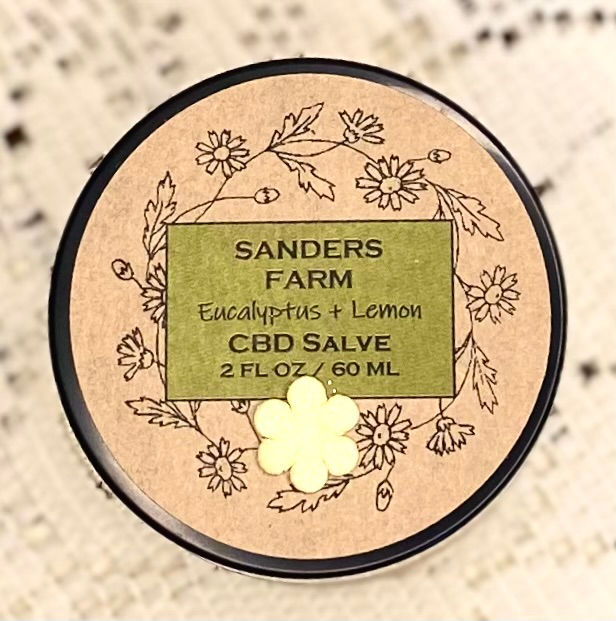 SANDERS
FARM
Eucalyptus + Lemon
CBD SALVE
2 FL OZ / 60 ML